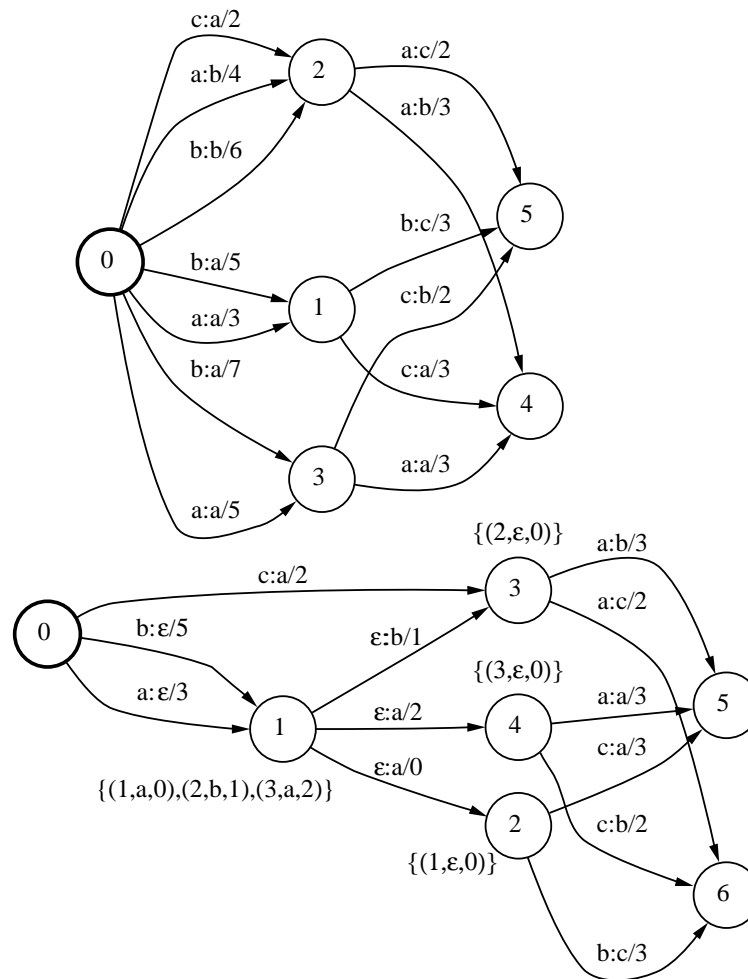 c:a/2
a:b/4
b:b/6
2
a:c/2
a:b/3
0
b:a/5
a:a/3
b:a/7
a:a/5
1
b:c/3
c:b/2
c:a/3
5
4
3
a:a/3
{(2,ε,0)}
c:a/2
3
a:b/3
a:c/2
0
b:ε/5
a:ε/3
ε:b/1
{(3,ε,0)}
1
ε:a/2
4
a:a/3
5
ε:a/0
c:a/3
{(1,a,0),(2,b,1),(3,a,2)}
2
c:b/2
{(1,ε,0)}
6
b:c/3